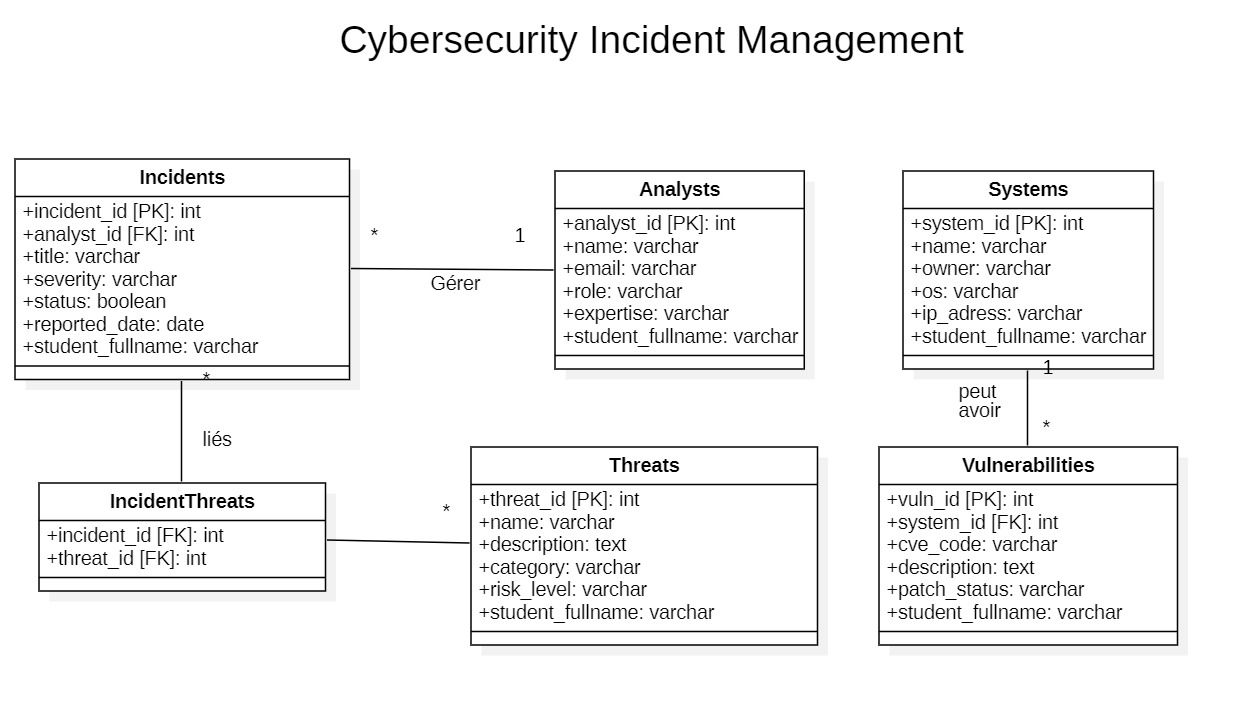 Cybersecurity Incident Management
Incidents
+incident_id [PK]: int
+analyst_id [FK]: int
+title: varchar
+severity: varchar
+status: boolean
+reported_date: date
+student_fullname: varchar
*
1
Gérer
Analysts
+analyst_id [PK]: int
+name: varchar
+email: varchar
+role: varchar
+expertise: varchar
+student_fullname: varchar
Systems
+system_id [PK]: int
+name: varchar
+owner: varchar
+os: varchar
+ip_adress: varchar
+student_fullname: varchar
*
liés
1
peut
avoir
*
IncidentThreats
+incident_id [FK]: int
+threat_id [FK]: int
*
Threats
+threat_id [PK]: int
+name: varchar
+description: text
+category: varchar
+risk_level: varchar
+student_fullname: varchar
Vulnerabilities
+vuln_id [PK]: int
+system_id [FK]: int
+cve_code: varchar
+description: text
+patch_status: varchar
+student_fullname: varchar